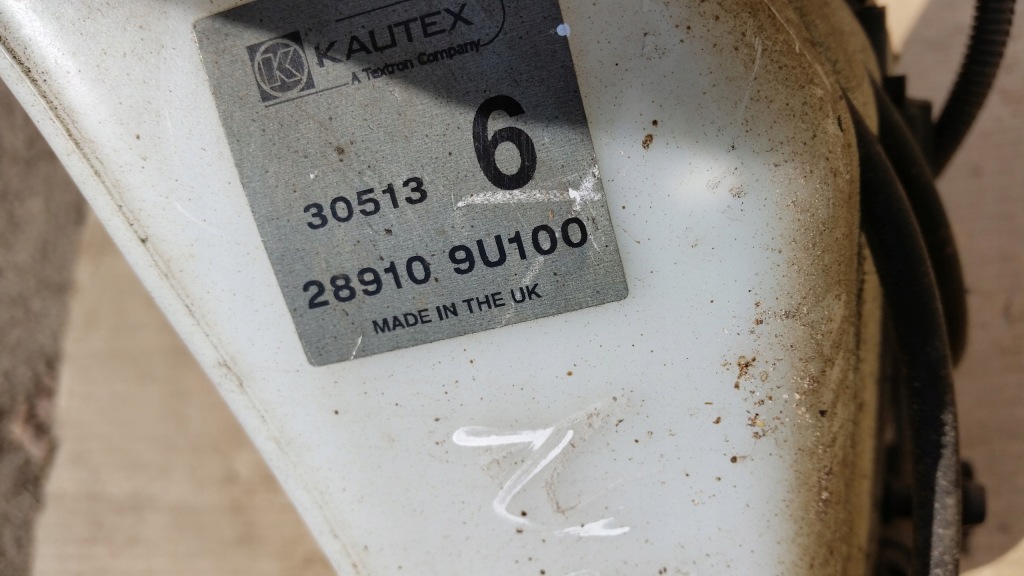 K KAUTEX
A Textron Company
6
30513
28910 9U100
MADE IN THE UK